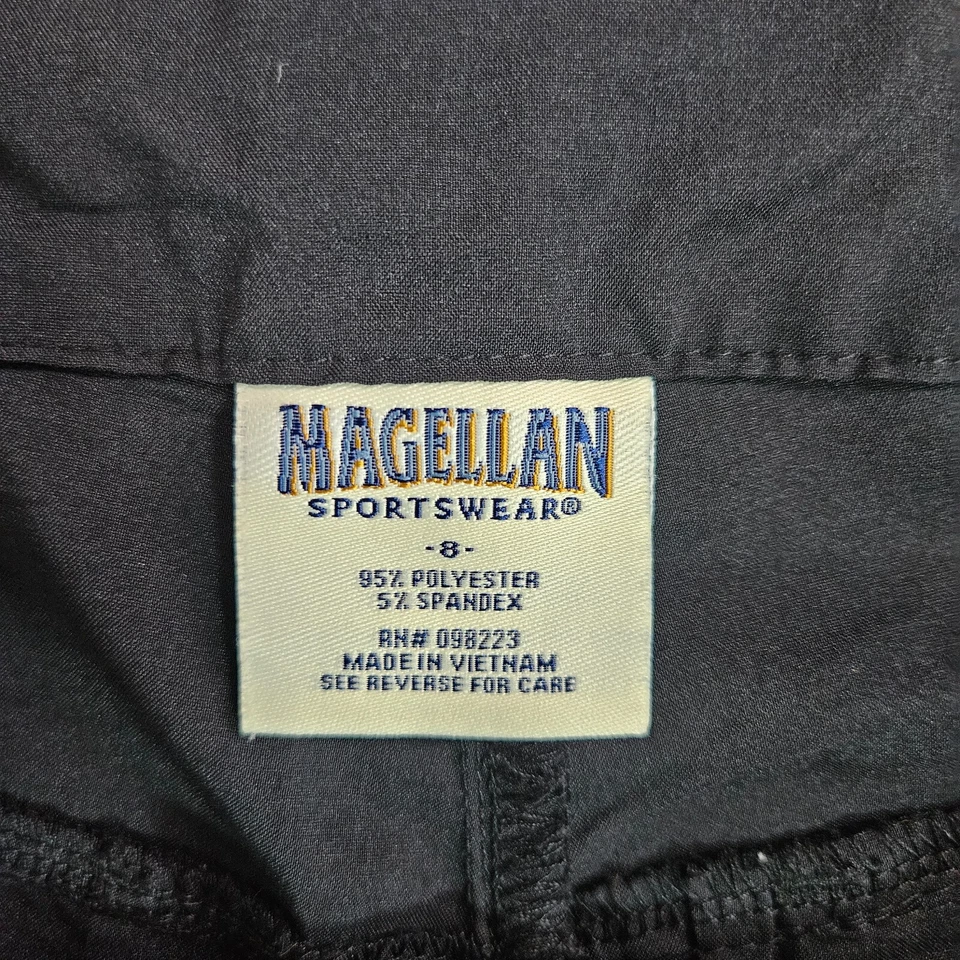 MAGELLAN
SPORTSWEAR®
-8-
95% POLYESTER
5% SPANDEX
RN# 098223
MADE IN VIETNAM
SEE REVERSE FOR CARE